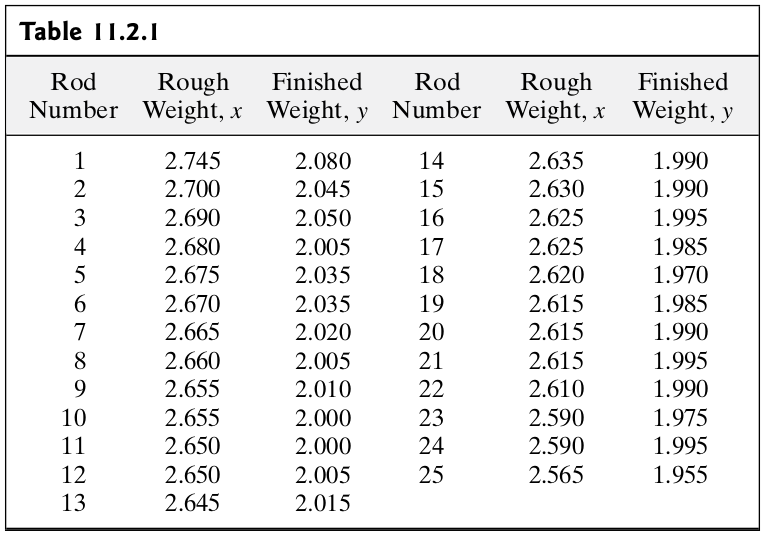 Table 11.2.1
Rod Rough Finished Rod Rough Finished
Number Weight, x Weight, y Number Weight, x Weight, y
1 2.745 2.080 14 2.635 1.990
2 2.700 2.045 15 2.630 1.990
3 2.690 2.050 16 2.625 1.995
4 2.680 2.005 17 2.625 1.985
5 2.675 2.035 18 2.620 1.970
6 2.670 2.035 19 2.615 1.985
7 2.665 2.020 20 2.615 1.990
8 2.660 2.005 21 2.615 1.995
9 2.655 2.010 22 2.610 1.990
10 2.655 2.000 23 2.590 1.975
11 2.650 2.000 24 2.590 1.995
12 2.650 2.005 25 2.565 1.955
13 2.645 2.015